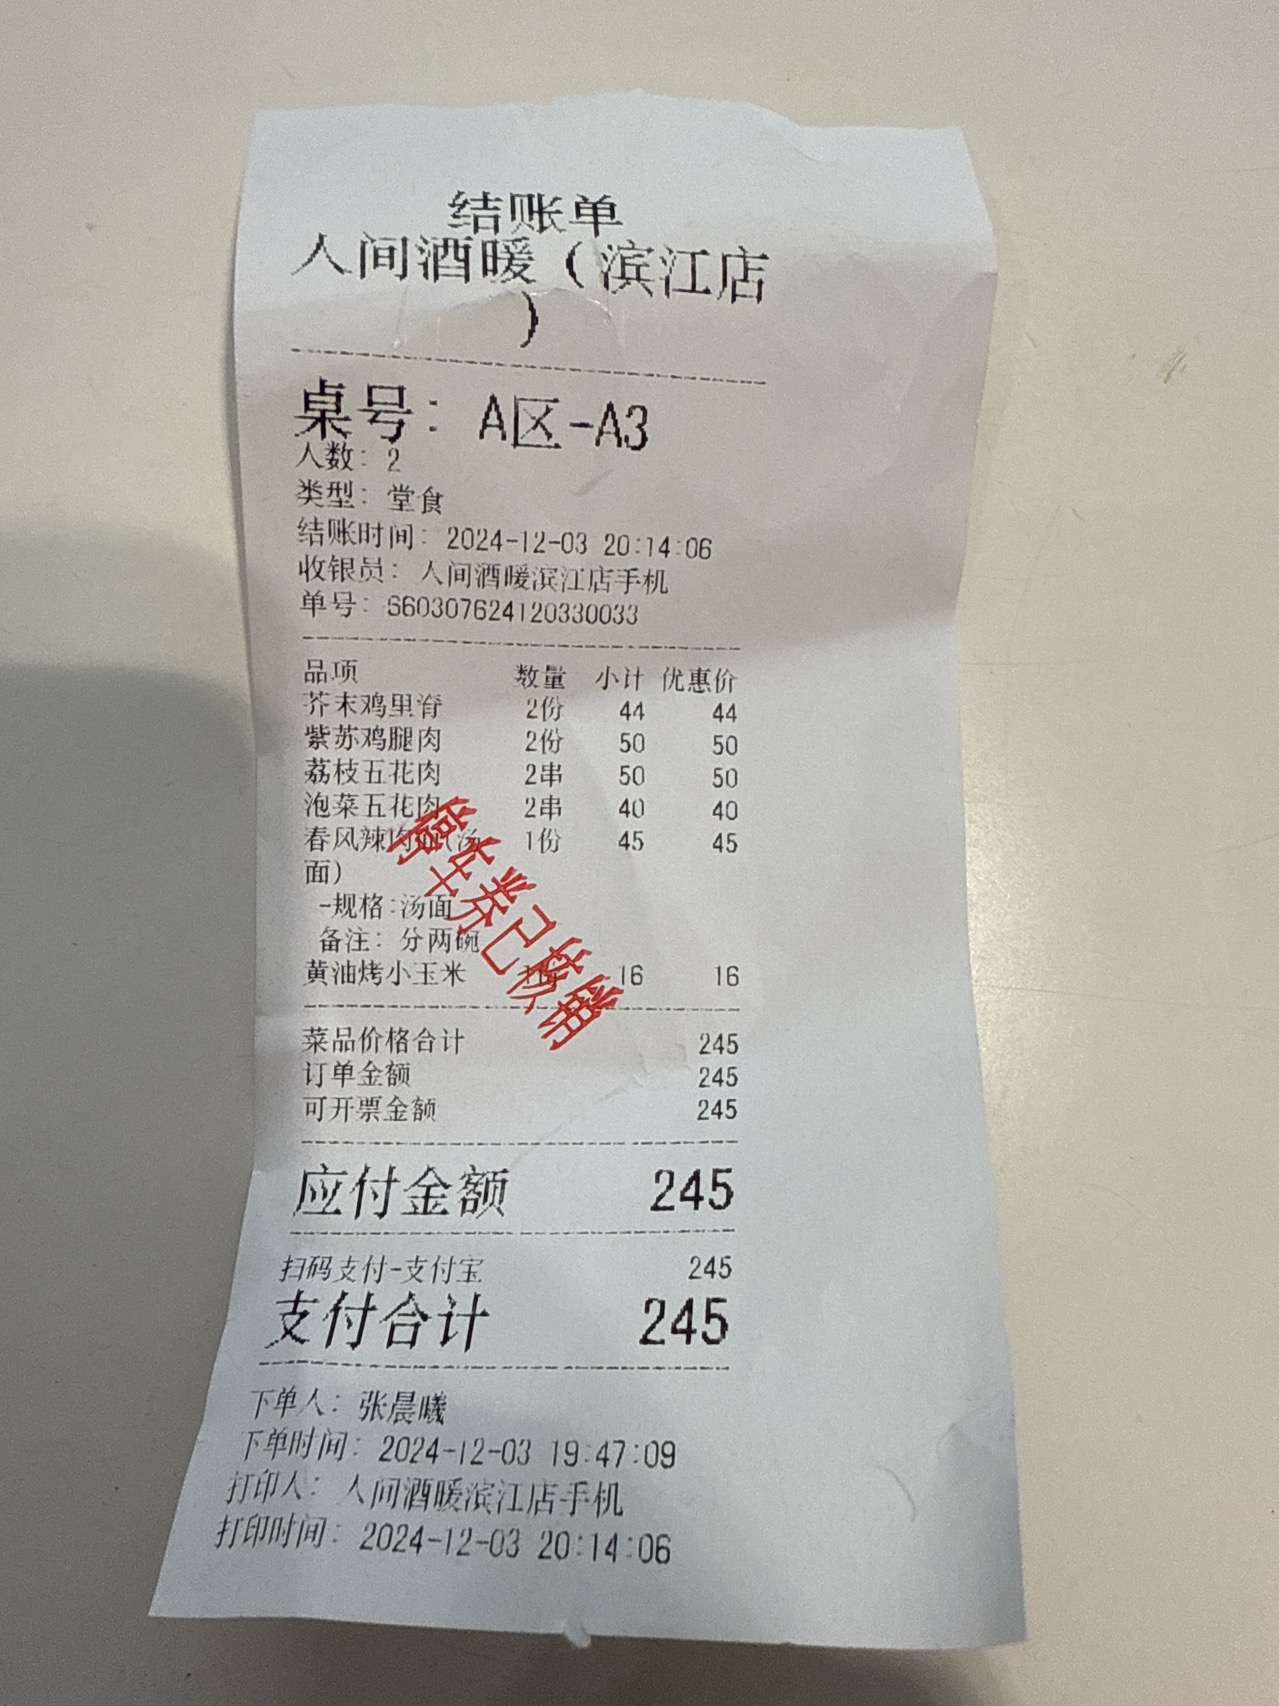 结账单
人间酒暖（滨江店
）
桌号: A区-A3
人数: 2
类型: 堂食
结账时间: 2024-12-03 20:14:06
收银员: 人间酒暖滨江店手机
单号: S60307624120330033
品项 数量 小计 优惠价
芥末鸡里脊 2份 44 44
紫苏鸡腿肉 2份 50 50
荔枝五花肉 2串 50 50
泡菜五花肉 2串 40 40
春风辣肉面(汤 1份 45 45
面)
-规格:汤面
备注: 分两碗
黄油烤小玉米 1份 16 16
停车券已核销
菜品价格合计 245
订单金额 245
可开票金额 245
应付金额 245
扫码支付-支付宝 245
支付合计 245
下单人: 张晨曦
下单时间: 2024-12-03 19:47:09
打印人: 人间酒暖滨江店手机
打印时间: 2024-12-03 20:14:06